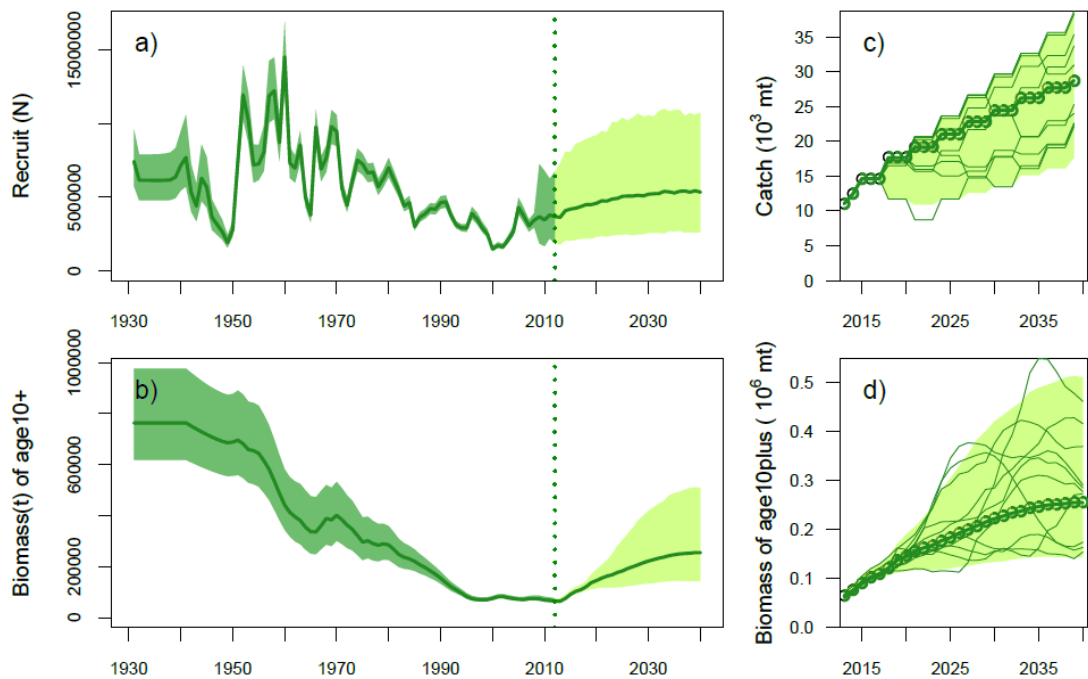 a)
Recruit (N)
15000000
5000000
0
1930 1950 1970 1990 2010 2030
b)
Biomass(t) of age10+
1000000
600000
200000
0
1930 1950 1970 1990 2010 2030
c)
Catch (10³ mt)
35
30
25
20
15
10
5
0
2015 2025 2035
d)
Biomass of age10plus ( 10⁶ mt)
0.5
0.4
0.3
0.2
0.1
0.0
2015 2025 2035